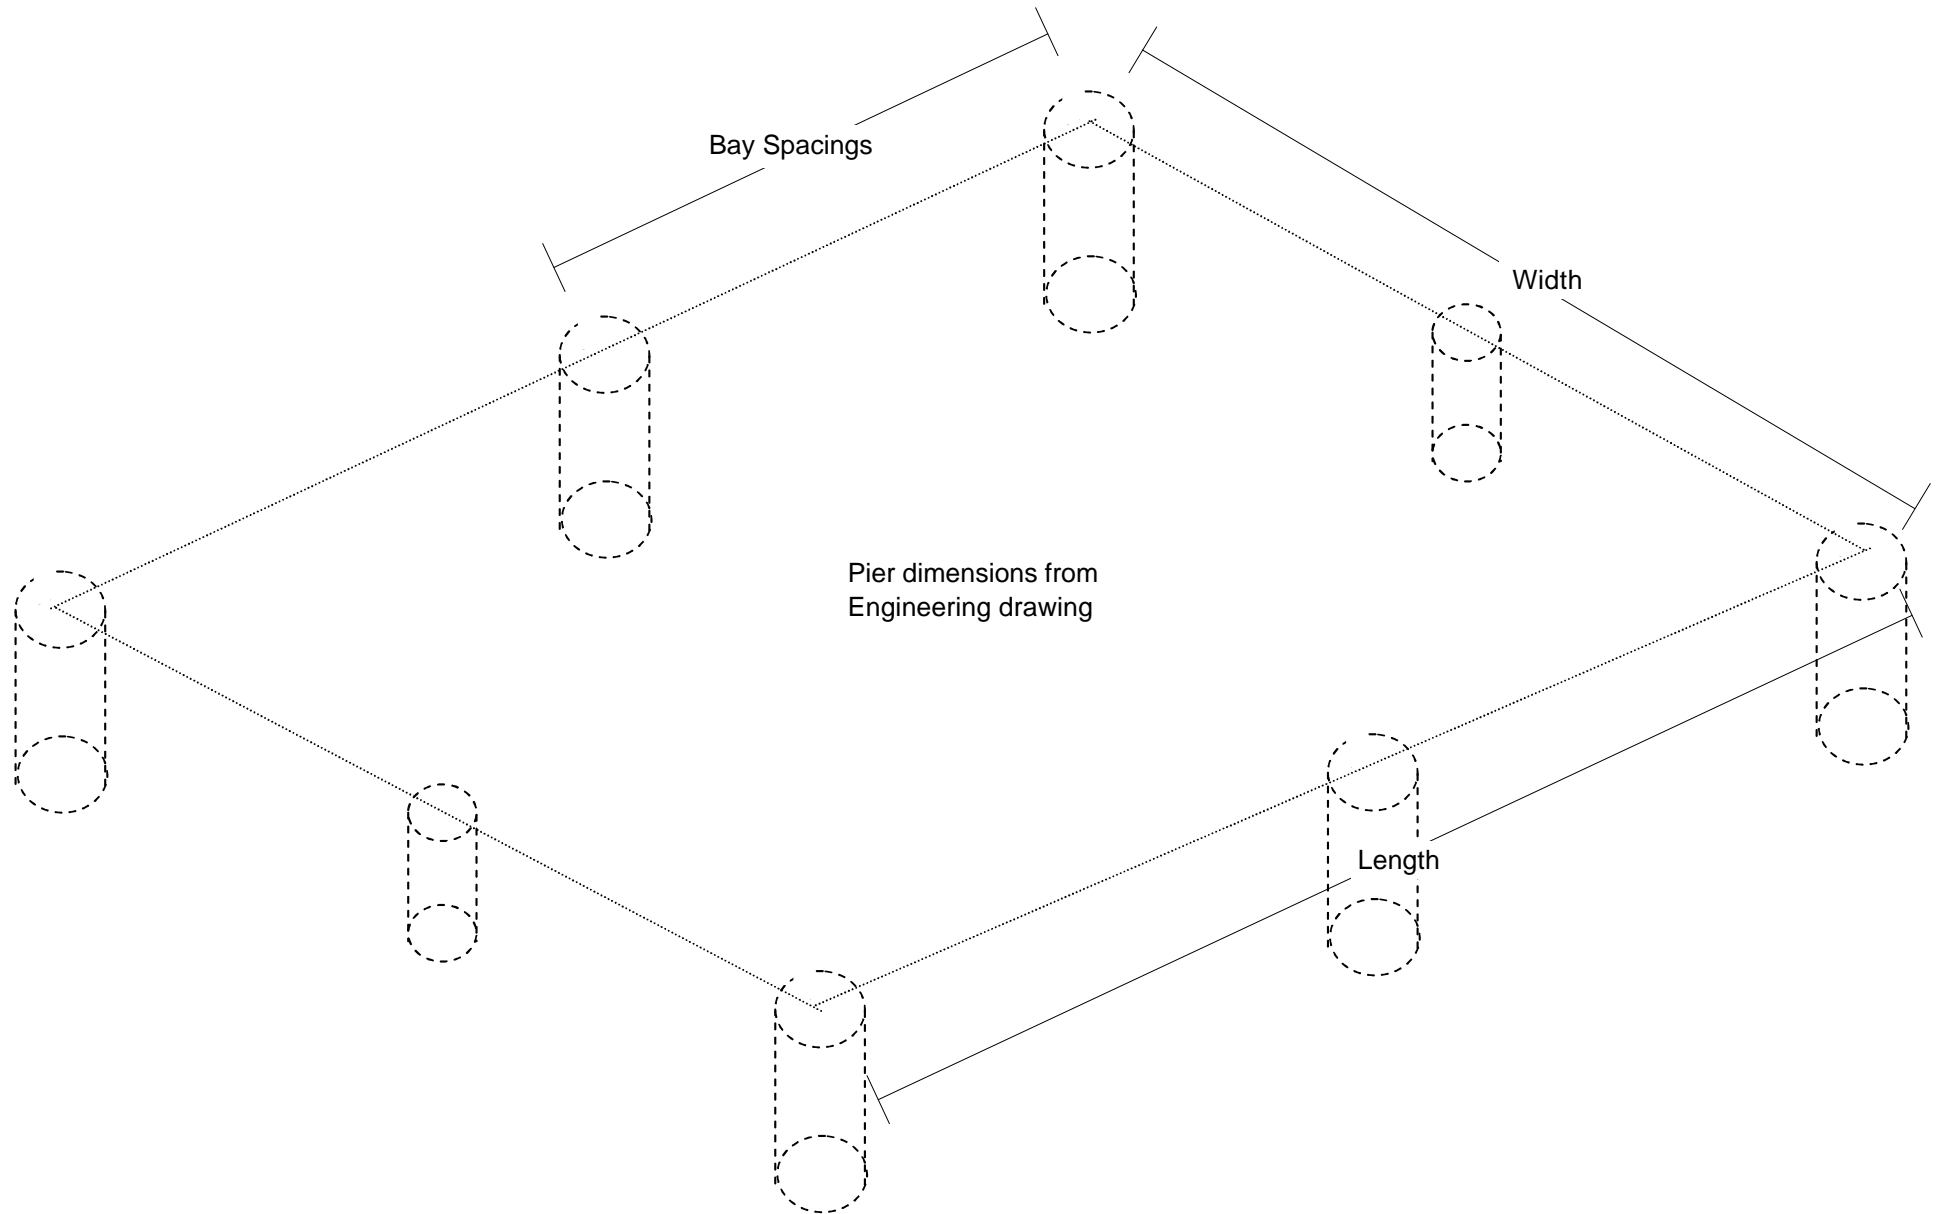 Bay Spacings
Width
Pier dimensions from
Engineering drawing
Length